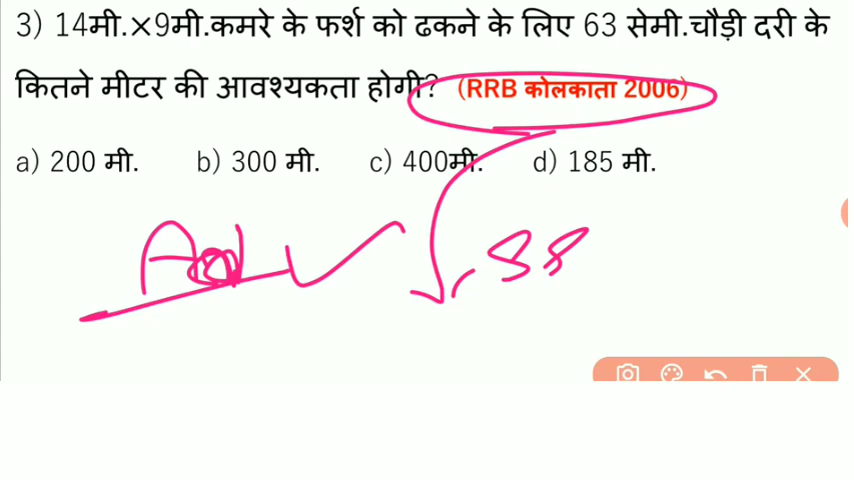 3) 14मी.×9मी.कमरे के फर्श को ढकने के लिए 63 सेमी.चौड़ी दरी के
कितने मीटर की आवश्यकता होगी? (RRB कोलकाता 2006)
a) 200 मी. b) 300 मी. c) 400मी. d) 185 मी.